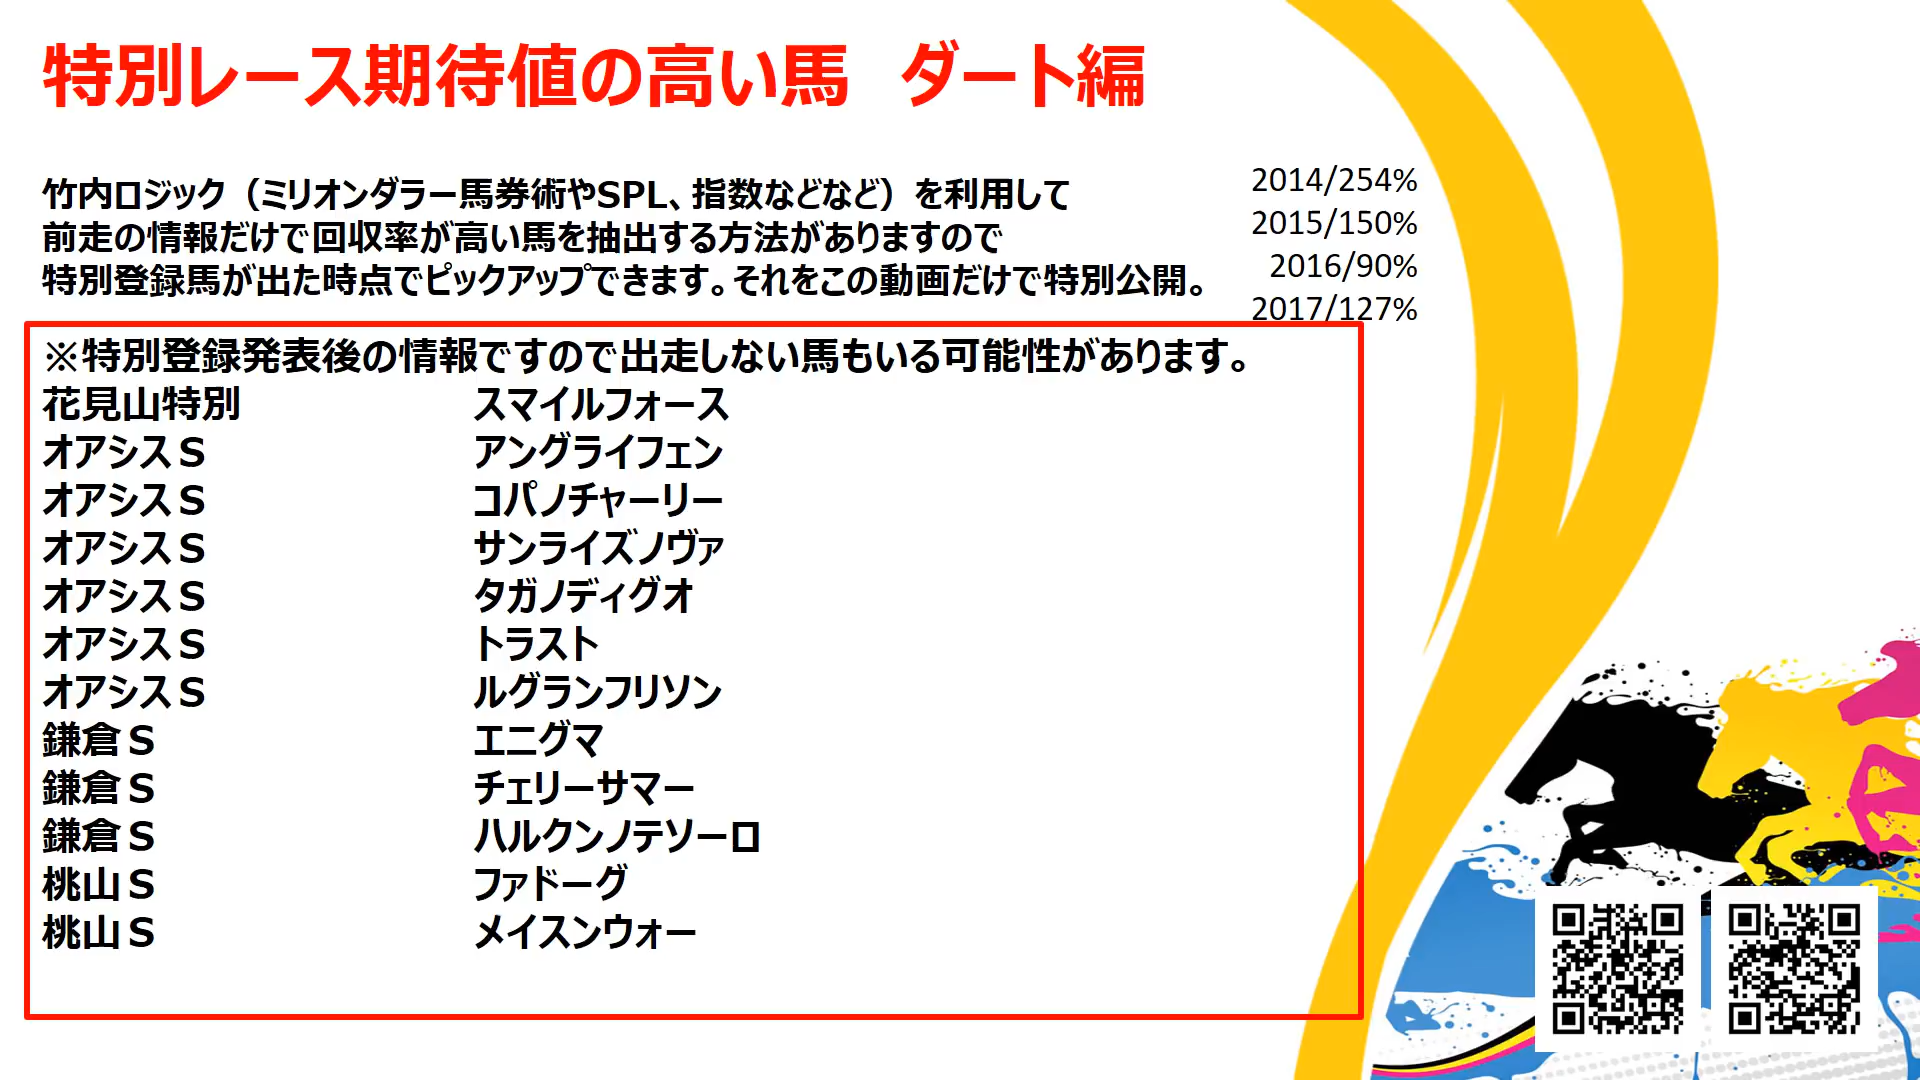 特別レース期待値の高い馬　ダート編
竹内ロジック（ミリオンダラー馬券術やSPL、指数などなど）を利用して
前走の情報だけで回収率が高い馬を抽出する方法がありますので
特別登録馬が出た時点でピックアップできます。それをこの動画だけで特別公開。
2014/254%
2015/150%
2016/90%
2017/127%
※特別登録発表後の情報ですので出走しない馬もいる可能性があります。
花見山特別　スマイルフォース
オアシスＳ　アングライフェン
オアシスＳ　コパノチャーリー
オアシスＳ　サンライズノヴァ
オアシスＳ　タガノディグオ
オアシスＳ　トラスト
オアシスＳ　ルグランフリソン
鎌倉Ｓ　エニグマ
鎌倉Ｓ　チェリーサマー
鎌倉Ｓ　ハルクンノテソーロ
桃山Ｓ　ファドーグ
桃山Ｓ　メイスンウォー